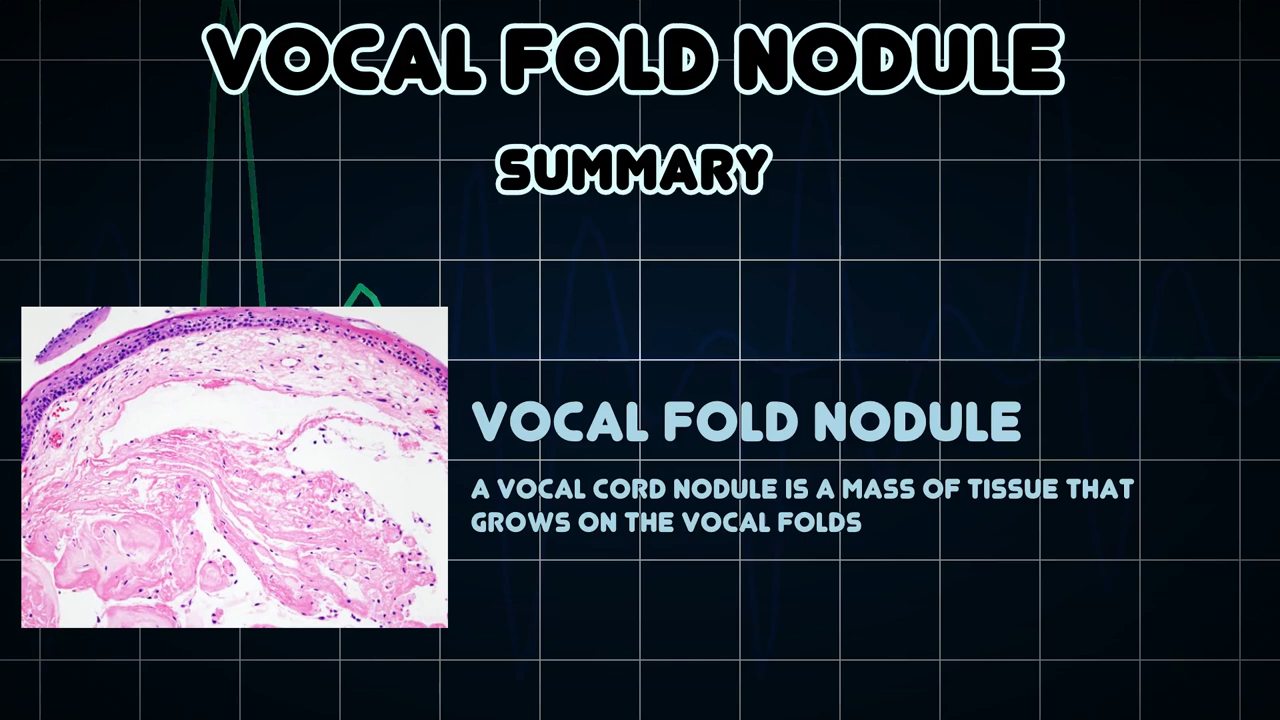 VOCAL FOLD NODULE
SUMMARY
VOCAL FOLD NODULE
A VOCAL CORD NODULE IS A MASS OF TISSUE THAT
GROWS ON THE VOCAL FOLDS